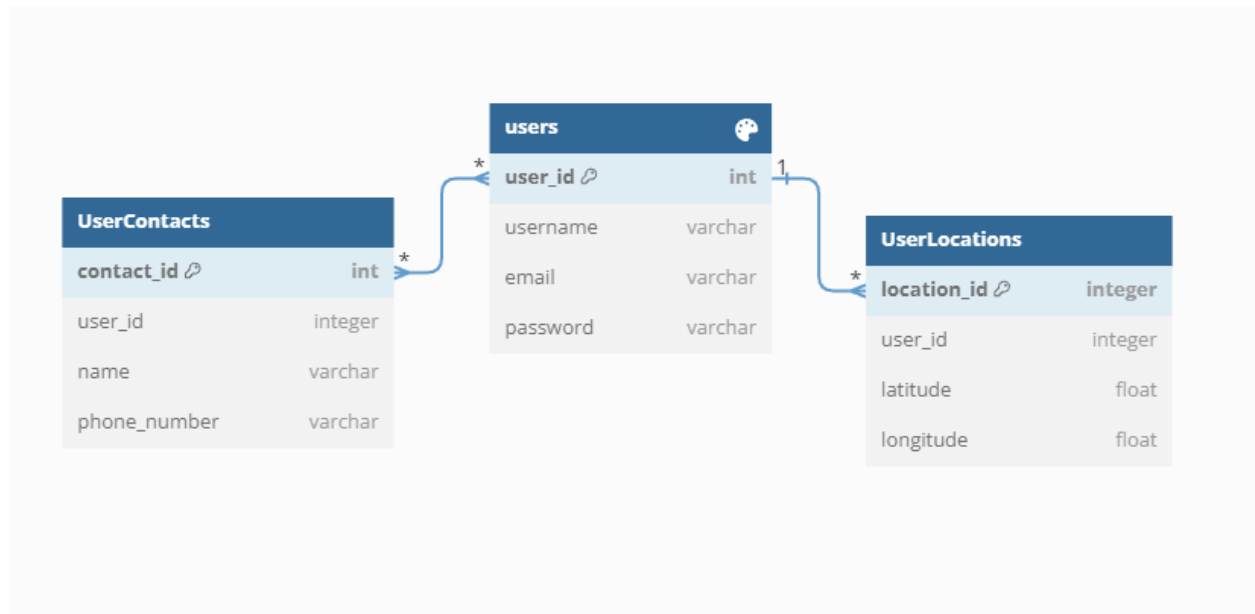 users
user_id int
username varchar
email varchar
password varchar
*
1
UserContacts
contact_id int
user_id integer
name varchar
phone_number varchar
*
UserLocations
location_id integer
user_id integer
latitude float
longitude float
*